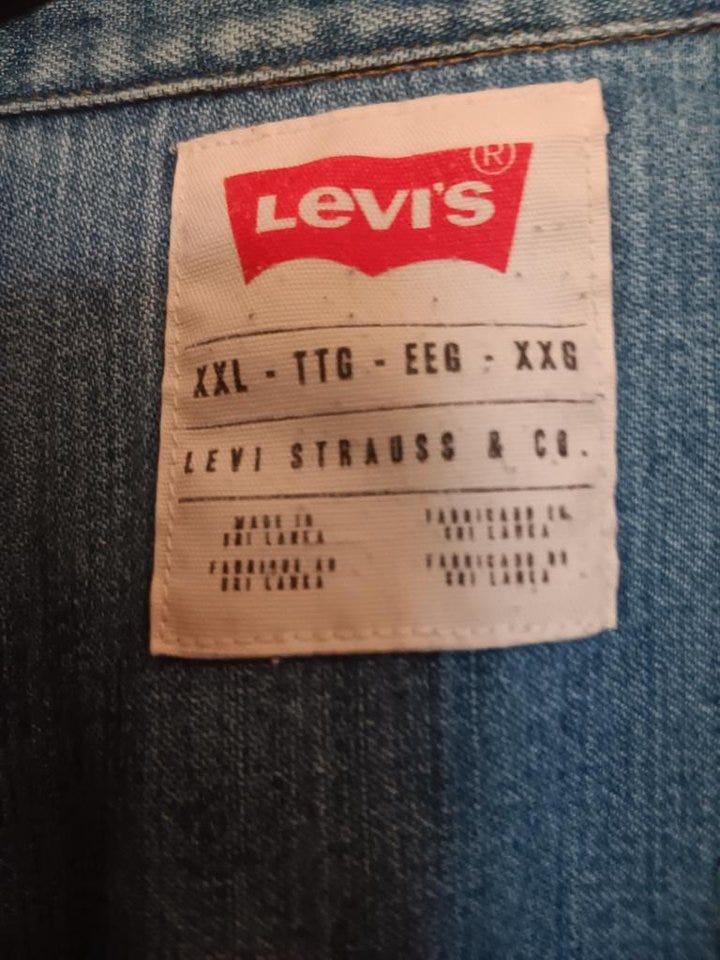 LEVI'S ®
XXL - TTG - EEG - XXG
LEVI STRAUSS & CO.
MADE IN
SRI LANKA
FABRIQUE AU
SRI LANKA
FABRICADO EN
SRI LANKA
FABRICADO NO
SRI LANKA